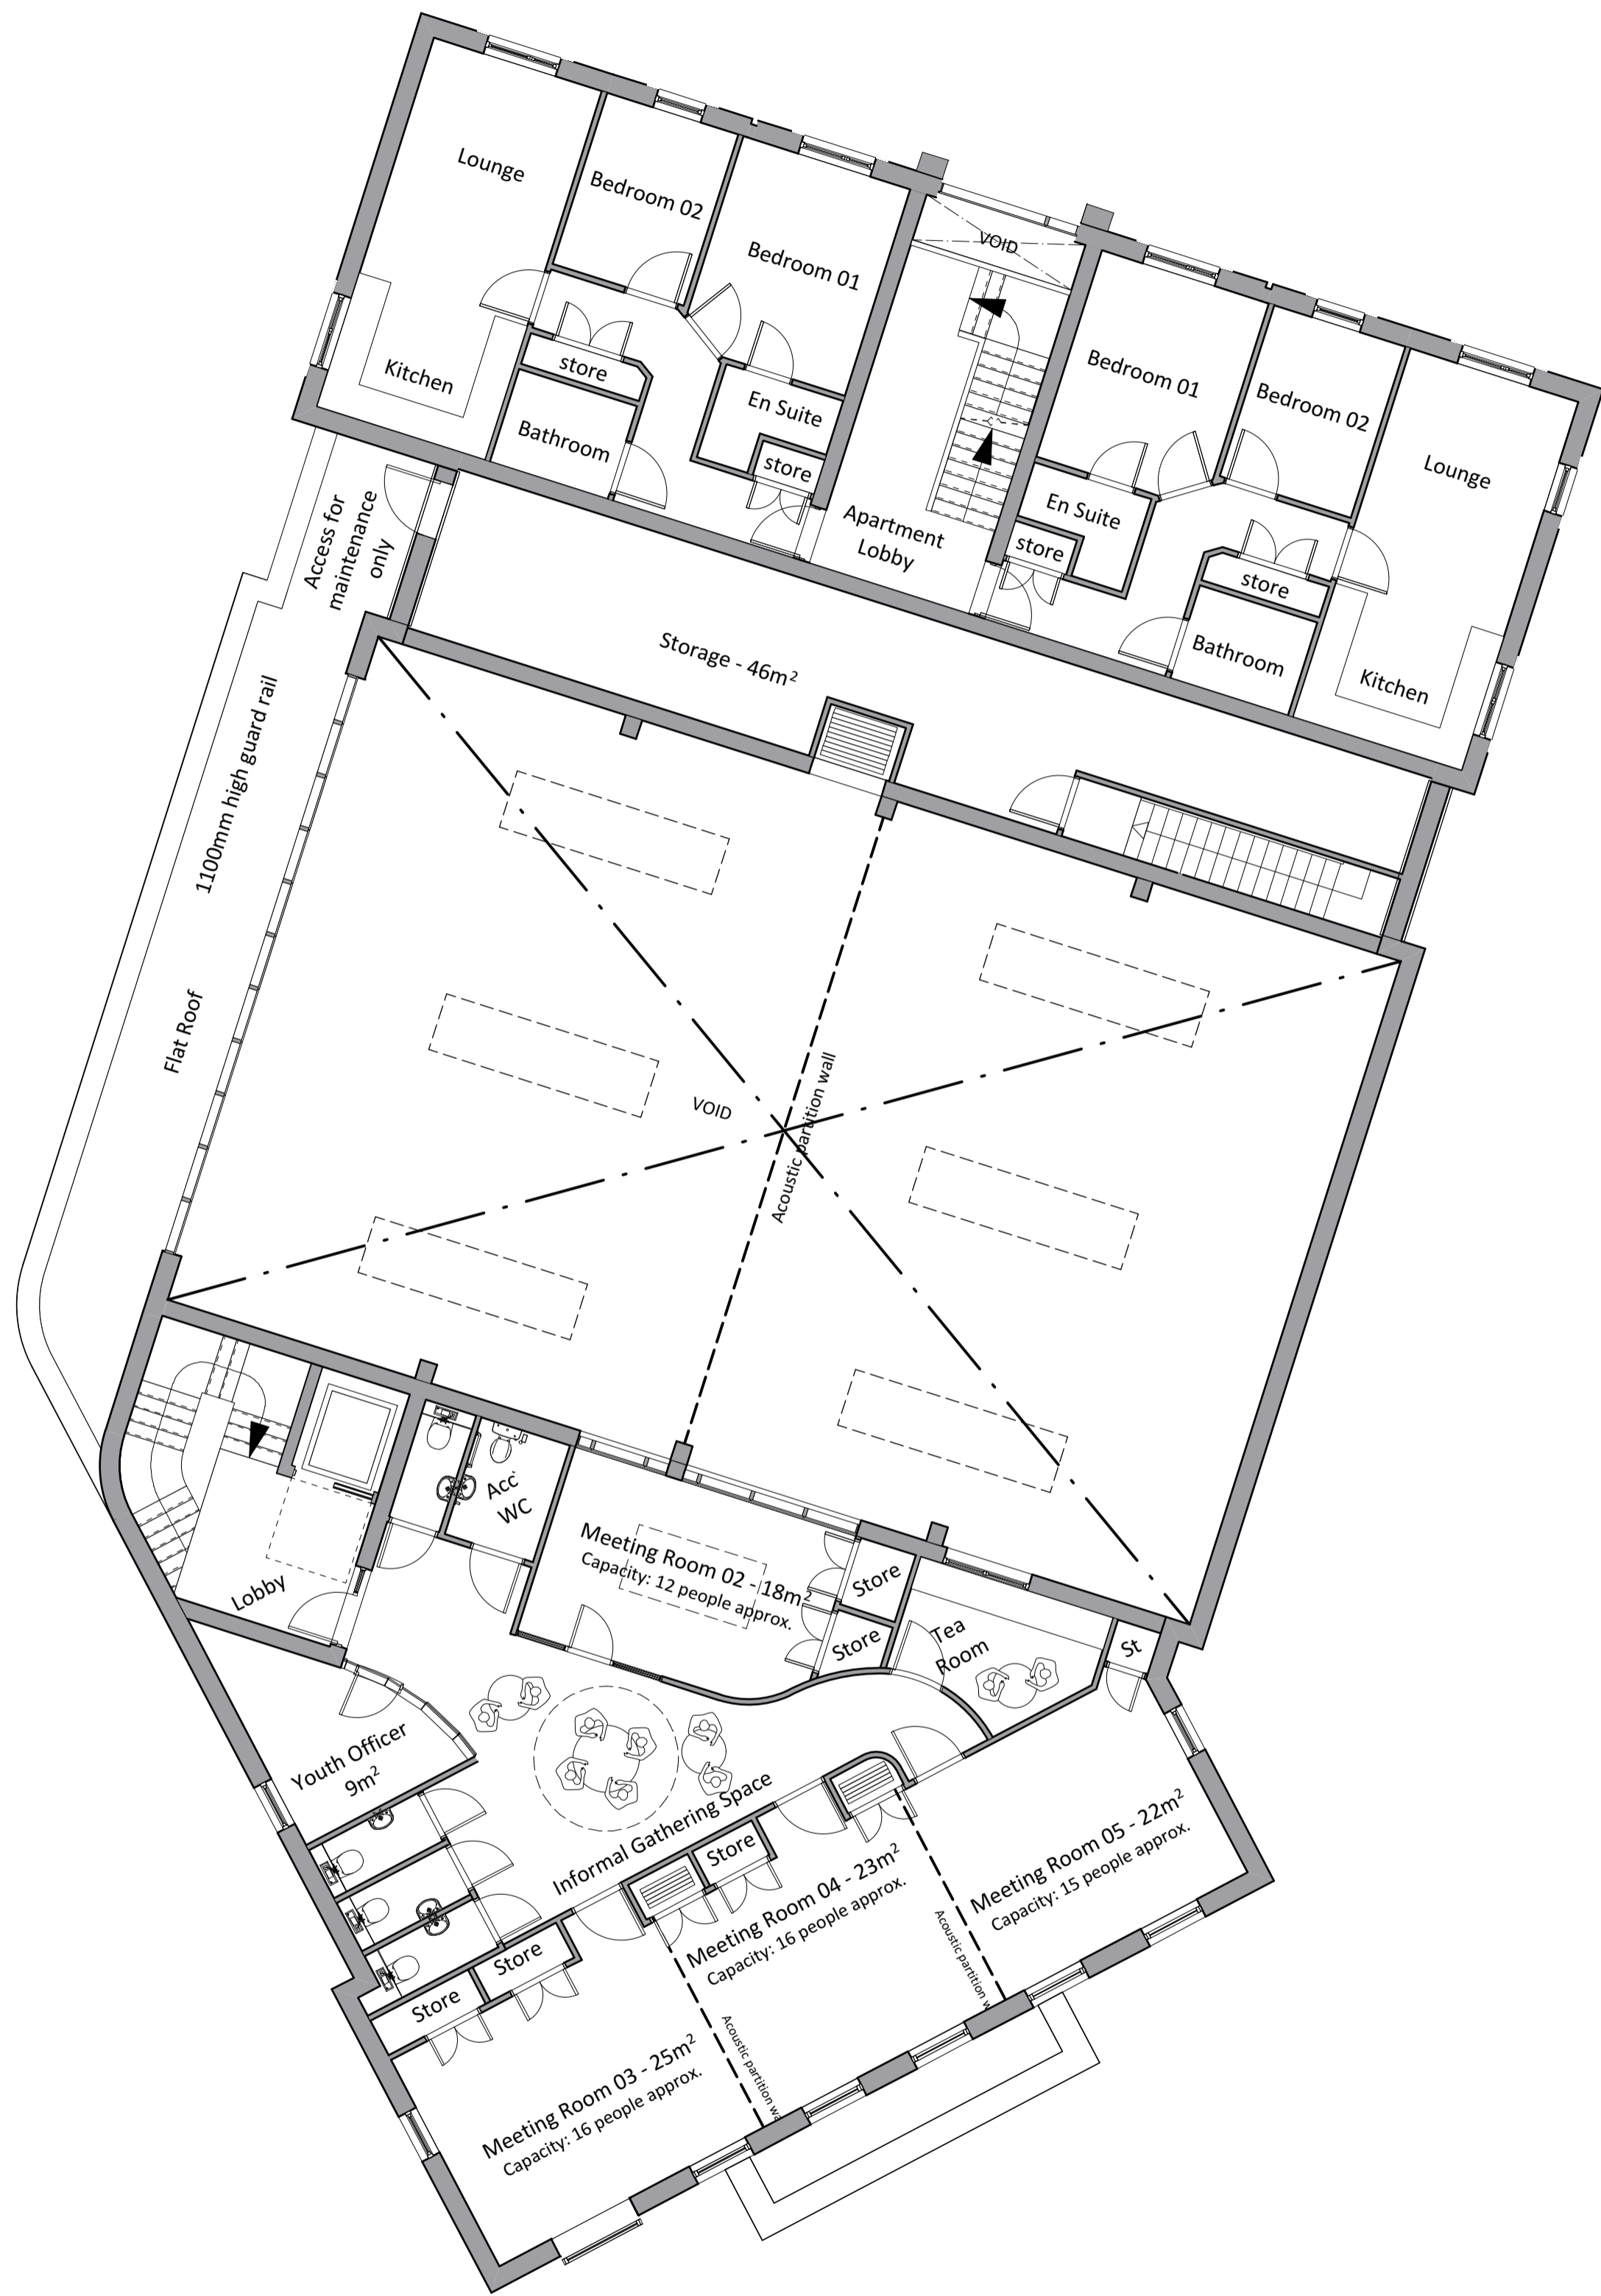 Lounge
Bedroom 02
Bedroom 01
VOID
Kitchen
store
Bathroom
En Suite
store
Apartment
Lobby
Bedroom 01
Bedroom 02
Lounge
En Suite
store
store
Bathroom
Kitchen
Access for
maintenance
only
Storage - 46m²
1100mm high guard rail
Flat Roof
VOID
Acoustic partition wall
Lobby
Acc
WC
Meeting Room 02 - 18m²
Capacity: 12 people approx.
Store
Store
Tea
Room
St
Youth Officer
9m²
Informal Gathering Space
Store
Store
Store
Meeting Room 05 - 22m²
Capacity: 15 people approx.
Meeting Room 04 - 23m²
Capacity: 16 people approx.
Acoustic partition w
Meeting Room 03 - 25m²
Capacity: 16 people approx.
Acoustic partition wa